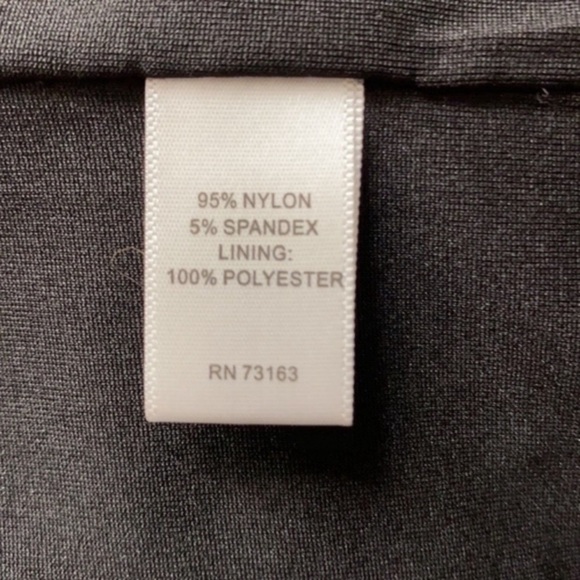 95% NYLON
5% SPANDEX
LINING:
100% POLYESTER
RN 73163